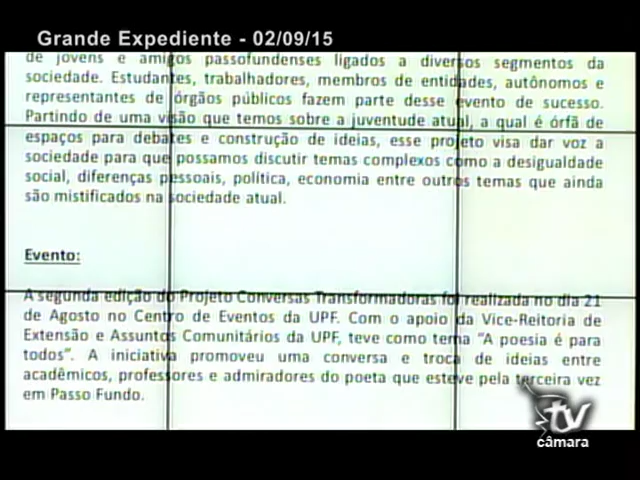 Grande Expediente - 02/09/15
de jovens e amigos passofundenses ligados a diversos segmentos da
sociedade. Estudantes, trabalhadores, membros de entidades, autônomos e
representantes de órgãos públicos fazem parte desse evento de sucesso.
Partindo de uma visão que temos sobre a juventude atual, a qual é órfã de
espaços para debates e construção de ideias, esse projeto visa dar voz a
sociedade para que possamos discutir temas complexos como a desigualdade
social, diferenças pessoais, política, economia entre outros temas que ainda
são mistificados na sociedade atual.
Evento:
A segunda edição do Projeto Conversas Transformadoras foi realizada no dia 21
de Agosto no Centro de Eventos da UPF. Com o apoio da Vice-Reitoria de
Extensão e Assuntos Comunitários da UPF, teve como tema "A poesia é para
todos". A iniciativa promoveu uma conversa e troca de ideias entre
acadêmicos, professores e admiradores do poeta que esteve pela terceira vez
em Passo Fundo.
tv
câmara